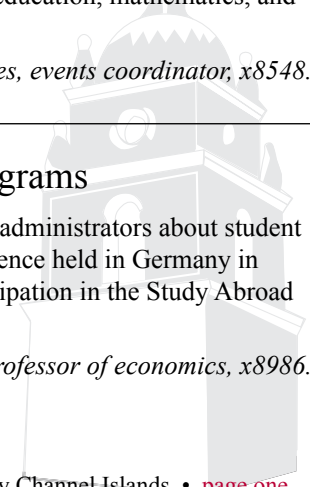 education, mathematics, and
es, events coordinator, x8548.
grams
administrators about student
ence held in Germany in
ipation in the Study Abroad
rofessor of economics, x8986.
y Channel Islands • page one